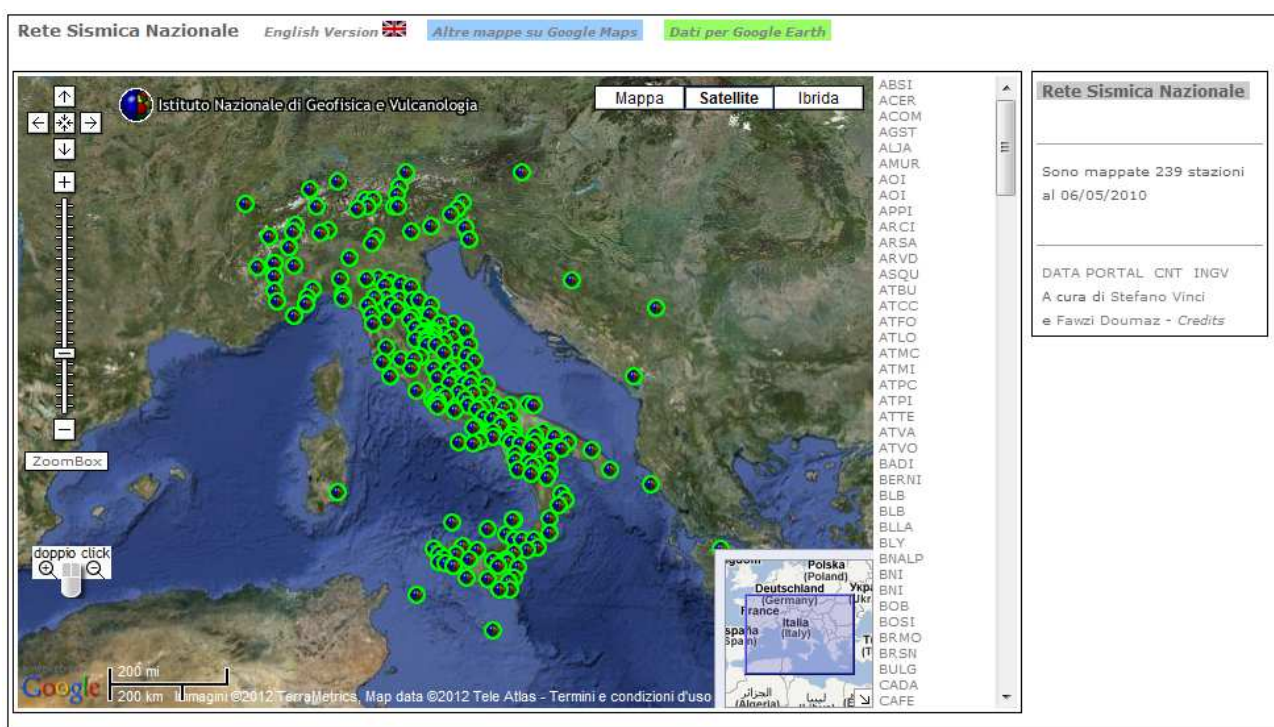 Rete Sismica Nazionale English Version Altre mappe su Google Maps Dati per Google Earth
Istituto Nazionale di Geofisica e Vulcanologia
Mappa Satellite Ibrida
ZoomBox
doppio click
200 mi
200 km
Google
Immagini ©2012 TerraMetrics, Map data ©2012 Tele Atlas - Termini e condizioni d'uso
Polska
(Poland)
Deutschland
(Germany)
France
Italia
(Italy)
الجزائر
(Algeria)
ليبيا
ABSI
ACER
ACOM
AGST
ALJA
AMUR
AOI
AOI
APPI
ARCI
ARSA
ARVD
ASQU
ATBU
ATCC
ATFO
ATLO
ATMC
ATMI
ATPC
ATPI
ATTE
ATVA
ATVO
BADI
BERNI
BLB
BLB
BLLA
BLY
BNALP
BNI
BNI
BOB
BOSI
BRMO
BRSN
BULG
CADA
CAFE
Rete Sismica Nazionale
Sono mappate 239 stazioni
al 06/05/2010
DATA PORTAL CNT INGV
A cura di Stefano Vinci
e Fawzi Doumaz - Credits